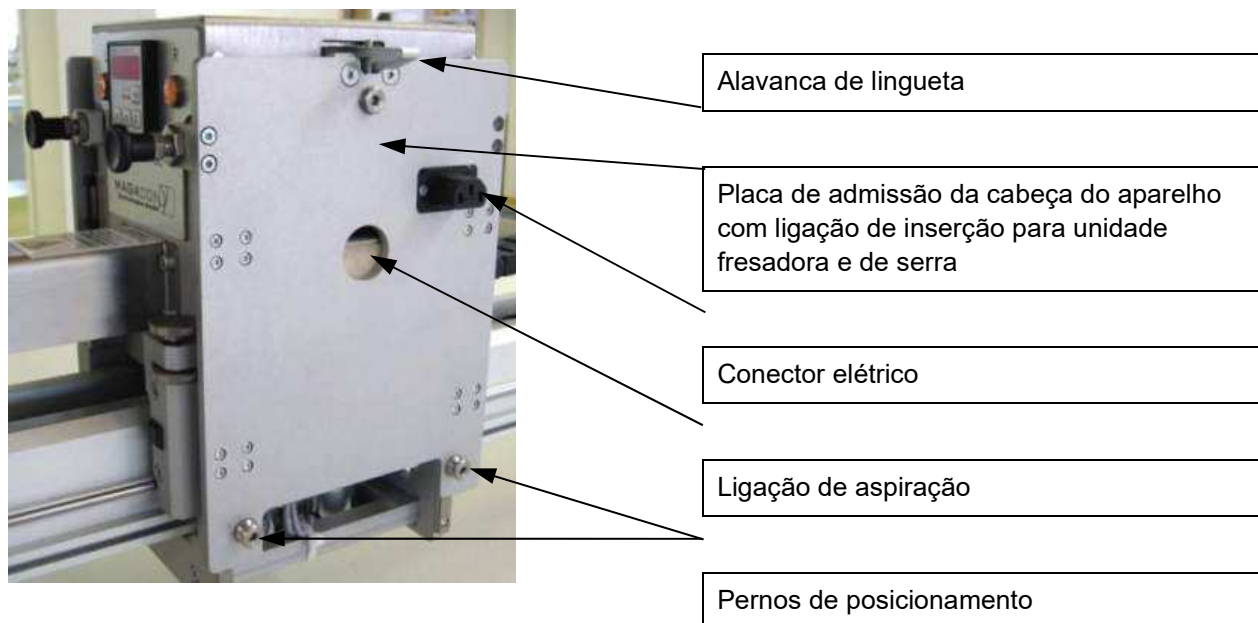 Alavanca de lingueta
Placa de admissão da cabeça do aparelho
com ligação de inserção para unidade
fresadora e de serra
MAGADON
Conector elétrico
Ligação de aspiração
Pernos de posicionamento